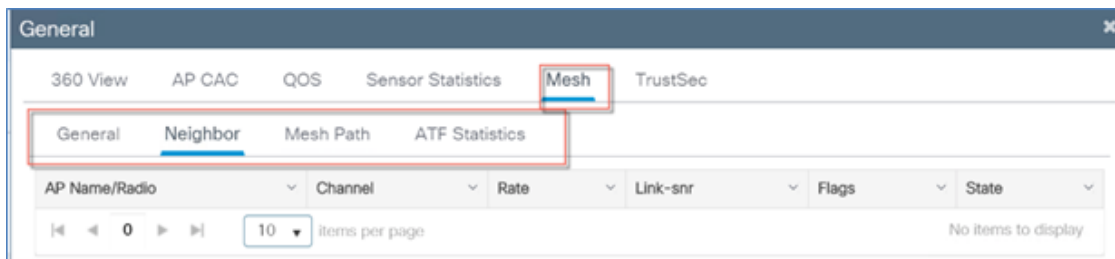 General
360 View AP CAC QOS Sensor Statistics Mesh TrustSec
General Neighbor Mesh Path ATF Statistics
AP Name/Radio Channel Rate Link-snr Flags State
0 10 items per page No items to display